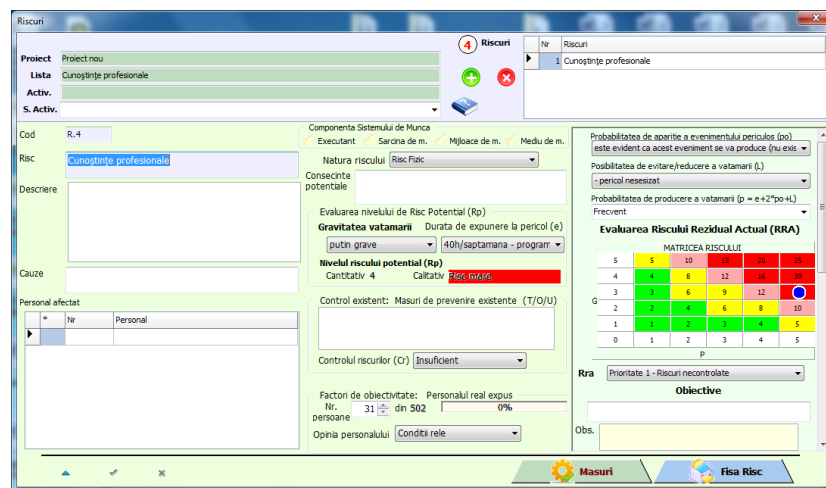 Riscuri
Proiect Proiect nou
Lista Cunoştinţe profesionale
Activ.
S. Activ.
4 Riscuri
Nr Riscuri
1 Cunoştinţe profesionale
Cod R.4
Risc Cunoştinţe profesionale
Descriere
Cauze
Personal afectat
* Nr Personal
Componenta Sistemului de Munca
Executant Sarcina de m. Mijloace de m. Mediu de m.
Natura riscului Risc Fizic
Consecinte
potentiale
Evaluarea nivelului de Risc Potential (Rp)
Gravitatea vatamarii Durata de expunere la pericol (e)
putin grave 40h/saptamana - program
Nivelul riscului potential (Rp)
Cantitativ 4 Calitativ Risc mare
Control existent: Masuri de prevenire existente (T/O/U)
Controlul riscurilor (Cr) Insuficient
Factori de obiectivitate: Personalul real expus
Nr.
persoane 31 din 502 0%
Opinia personalului Conditii rele
Probabilitatea de aparitie a evenimentului periculos (po)
este evident ca acest eveniment se va produce (nu exis
Posibilitatea de evitare/reducere a vatamarii (L)
- pericol nesesizat
Probabilitatea de producere a vatamarii (p = e+2*po+L)
Frecvent
Evaluarea Riscului Rezidual Actual (RRA)
MATRICEA RISCULUI
5 5 10 15 20 25
4 4 8 12 16 20
3 3 6 9 12
G
2 2 4 6 8 10
1 1 2 3 4 5
0 1 2 3 4 5
P
Rra Prioritate 1 - Riscuri necontrolate
Obiective
Obs.
Masuri Fisa Risc